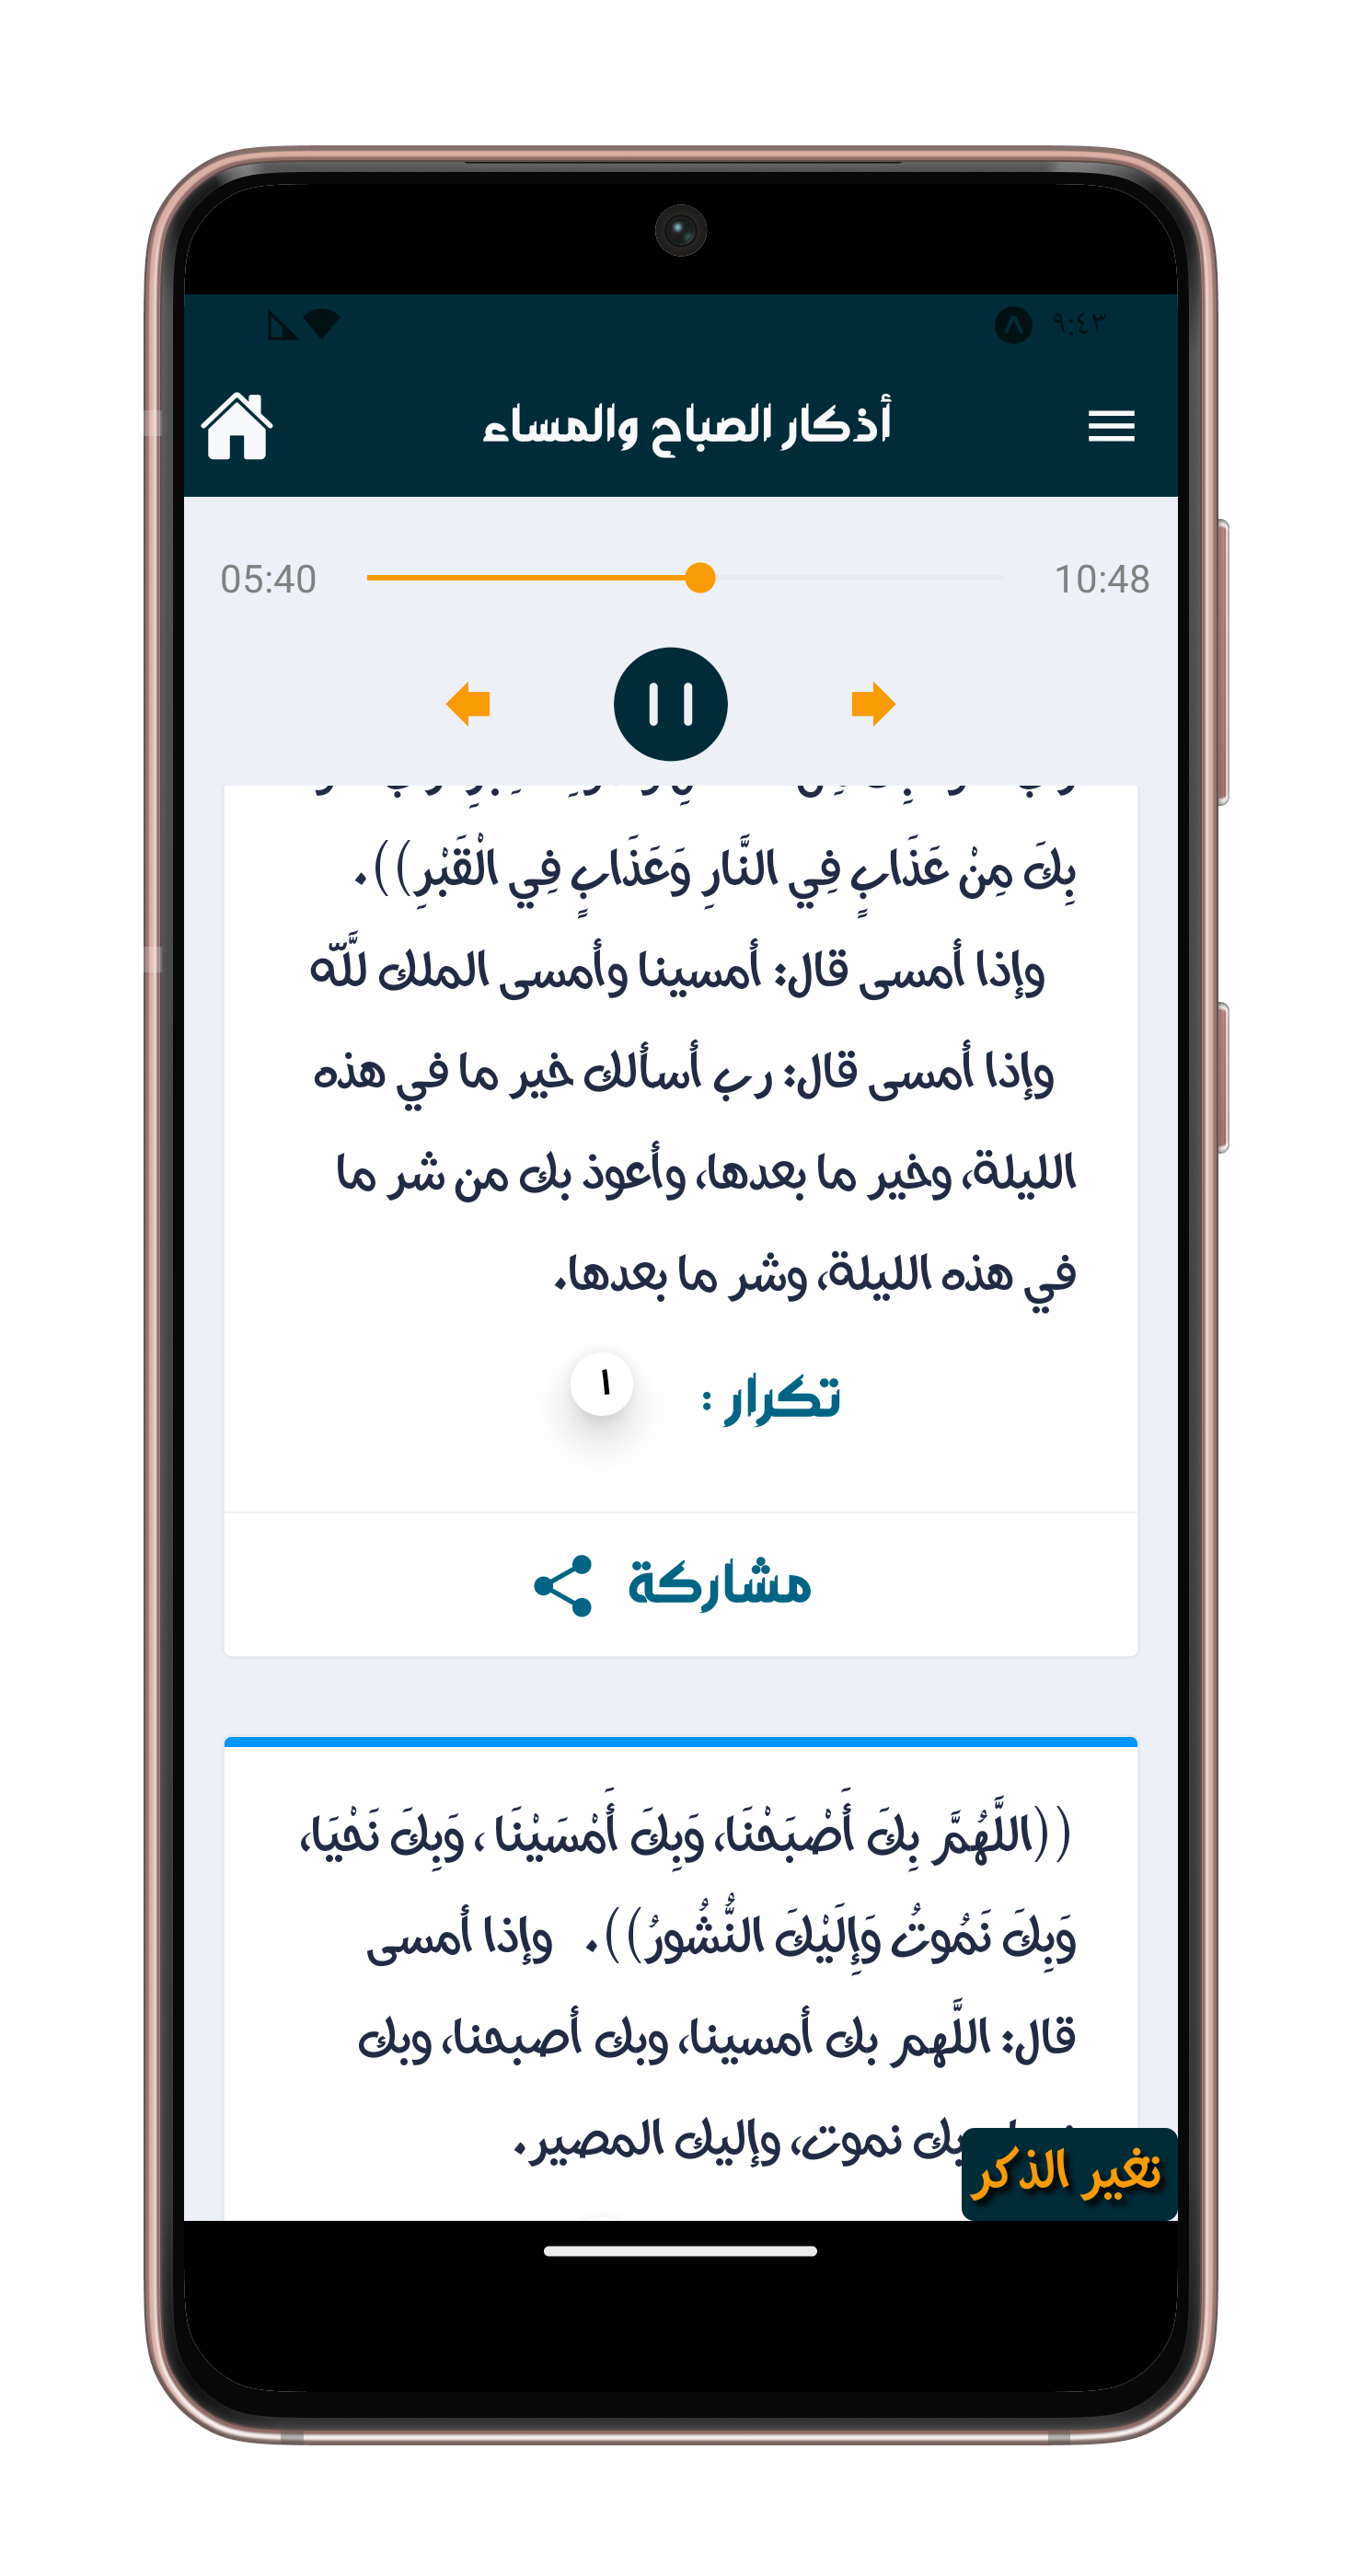 ٩:٤٣
أذكار الصباح والمساء
05:40 10:48
بِكَ مِنْ عَذَابٍ فِي النَّارِ وَعَذَابٍ فِي الْقَبْرِ)).
وإذا أمسى قال: أمسينا وأمسى الملك للَّه
وإذا أمسى قال: رب أسألك خير ما في هذه
الليلة، وخير ما بعدها، وأعوذ بك من شر ما
في هذه الليلة، وشر ما بعدها.
تكرار : ١
مشاركة
((اللَّهُمَّ بِكَ أَصْبَحْنَا، وَبِكَ أَمْسَيْنَا ، وَبِكَ نَحْيَا،
وَبِكَ نَمُوتُ وَإِلَيْكَ النُّشُورُ)). وإذا أمسى
قال: اللَّهم بك أمسينا، وبك أصبحنا، وبك
بك نموت، وإليك المصير.
تغير الذكر